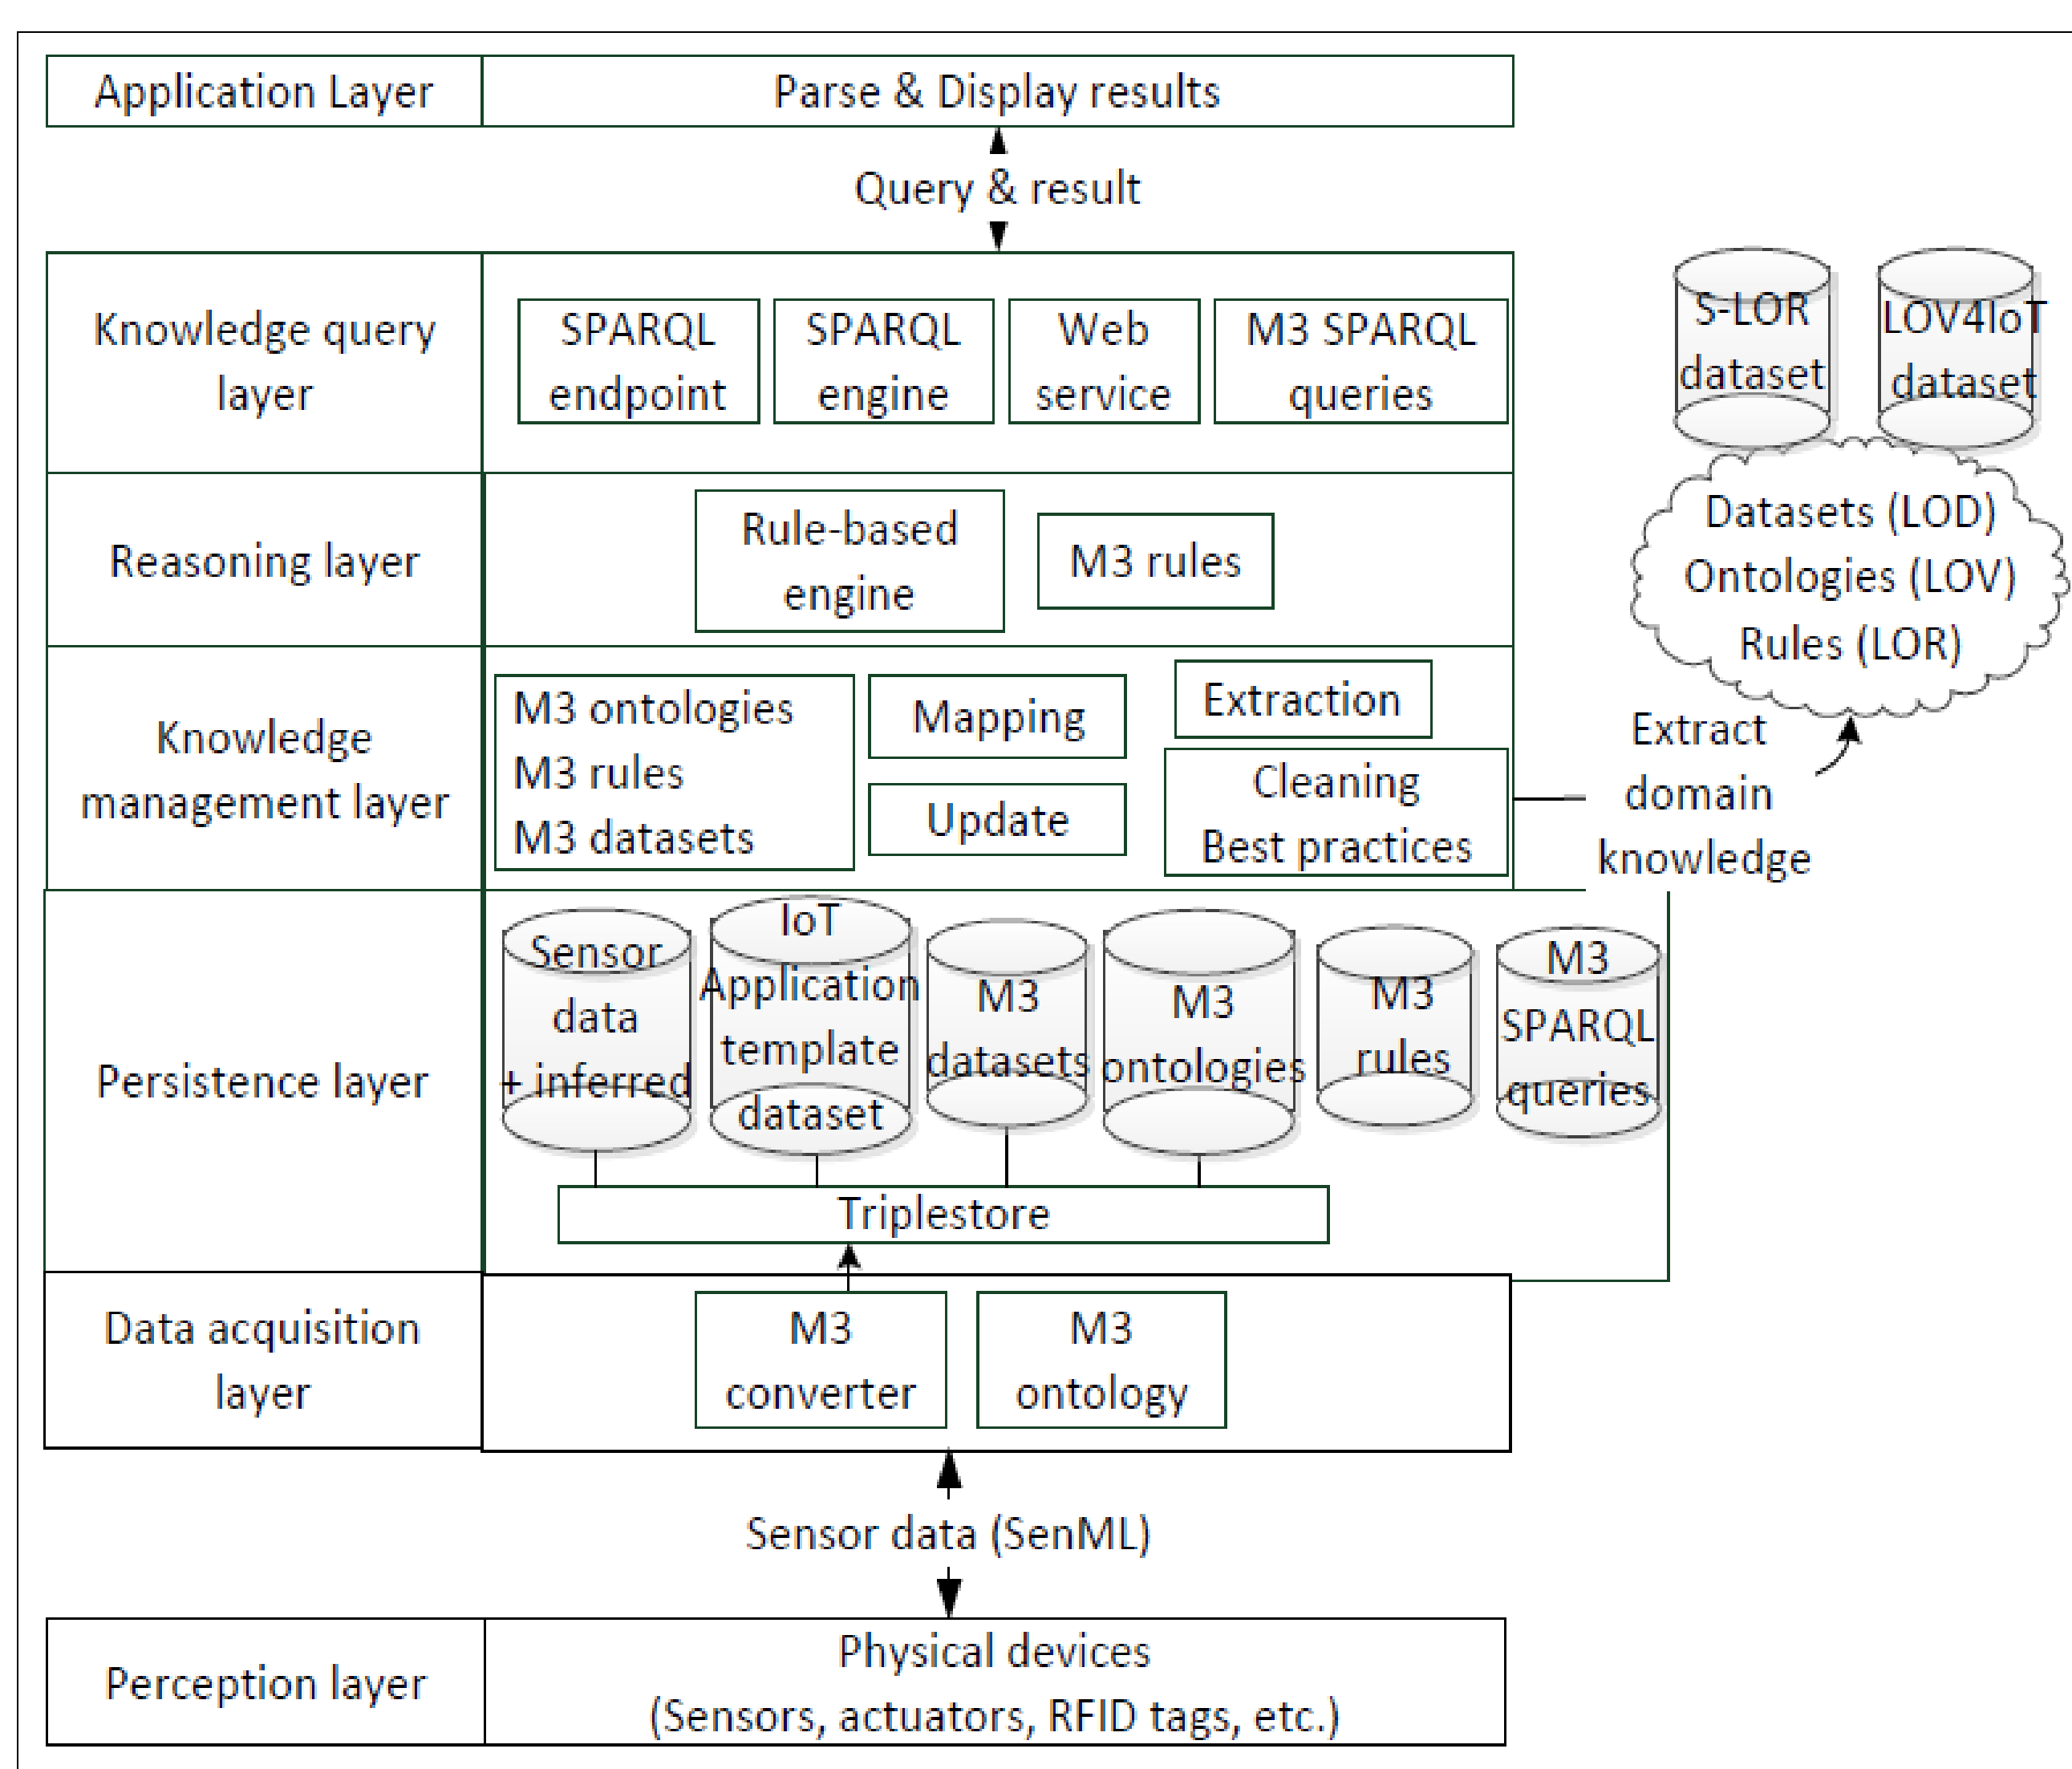 Application Layer
Parse & Display results
Query & result
Knowledge query
layer
SPARQL
endpoint
SPARQL
engine
Web
service
M3 SPARQL
queries
S-LOR
dataset
LOV4IoT
dataset
Datasets (LOD)
Ontologies (LOV)
Rules (LOR)
Reasoning layer
Rule-based
engine
M3 rules
Knowledge
management layer
M3 ontologies
M3 rules
M3 datasets
Mapping
Update
Extraction
Cleaning
Best practices
Extract
domain
knowledge
Persistence layer
Sensor
data
+ inferred
IoT
Application
template
dataset
M3
datasets
M3
ontologies
M3
rules
M3
SPARQL
queries
Triplestore
Data acquisition
layer
M3
converter
M3
ontology
Sensor data (SenML)
Perception layer
Physical devices
(Sensors, actuators, RFID tags, etc.)